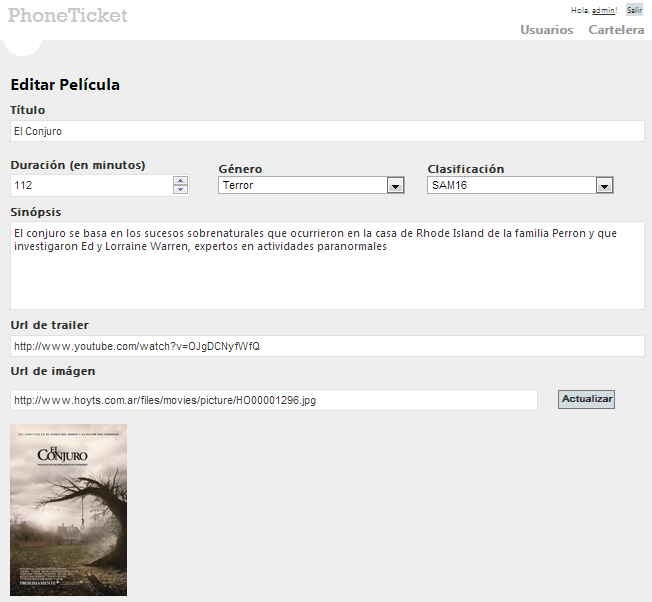 PhoneTicket
Hola, admin! Salir
Usuarios Cartelera
Editar Película
Título
El Conjuro
Duración (en minutos) Género Clasificación
112 Terror SAM16
Sinópsis
El conjuro se basa en los sucesos sobrenaturales que ocurrieron en la casa de Rhode Island de la familia Perron y que
investigaron Ed y Lorraine Warren, expertos en actividades paranormales
Url de trailer
http://www.youtube.com/watch?v=OJgDCNyfWfQ
Url de imágen
http://www.hoyts.com.ar/files/movies/picture/HO00001296.jpg Actualizar
EL
CONJURO
PRÓXIMAMENTE